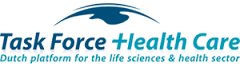 Task Force Health Care
Dutch platform for the life sciences & health sector